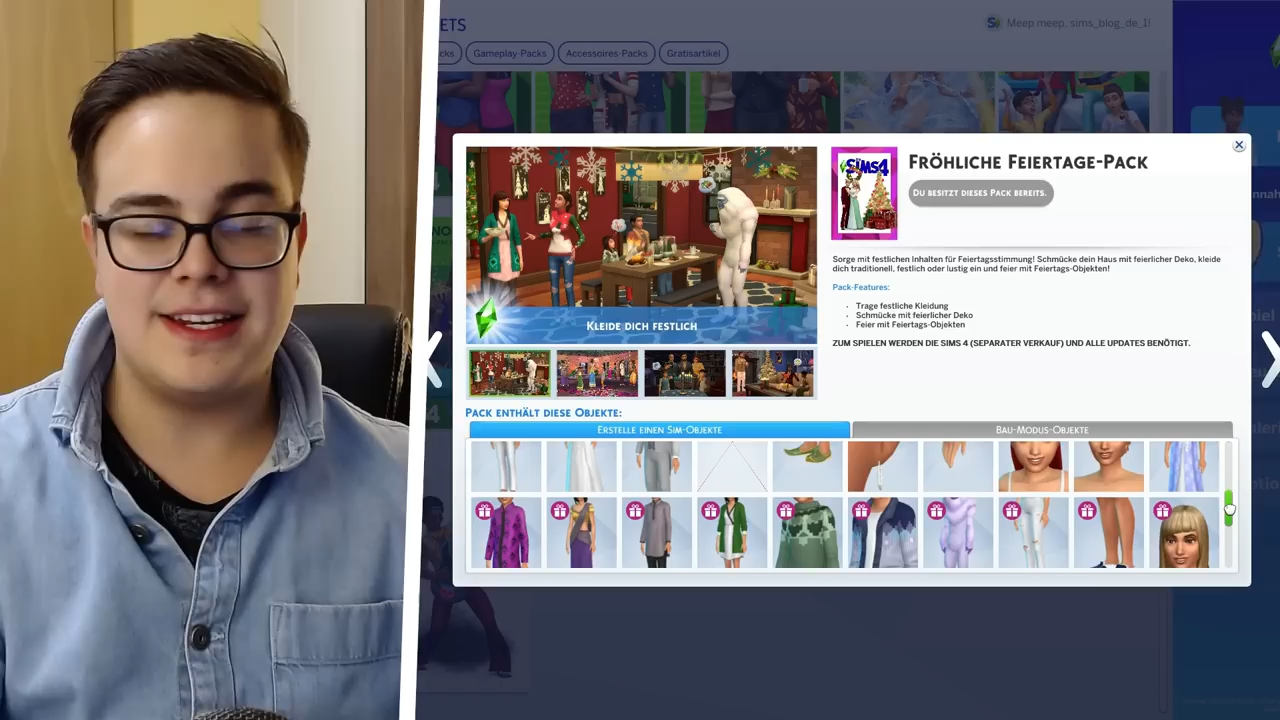 ETS
Meep meep, sims_blog_de_1!
cks
Gameplay-Packs
Accessoires-Packs
Gratisartikel
SIMS4
FRÖHLICHE FEIERTAGE-PACK
DU BESITZT DIESES PACK BEREITS.
Sorge mit festlichen Inhalten für Feiertagsstimmung! Schmücke dein Haus mit feierlicher Deko, kleide
dich traditionell, festlich oder lustig ein und feier mit Feiertags-Objekten!
Pack-Features:
· Trage festliche Kleidung
· Schmücke mit feierlicher Deko
· Feier mit Feiertags-Objekten
ZUM SPIELEN WERDEN DIE SIMS 4 (SEPARATER VERKAUF) UND ALLE UPDATES BENÖTIGT.
KLEIDE DICH FESTLICH
PACK ENTHÄLT DIESE OBJEKTE:
ERSTELLE EINEN SIM-OBJEKTE
BAU-MODUS-OBJEKTE